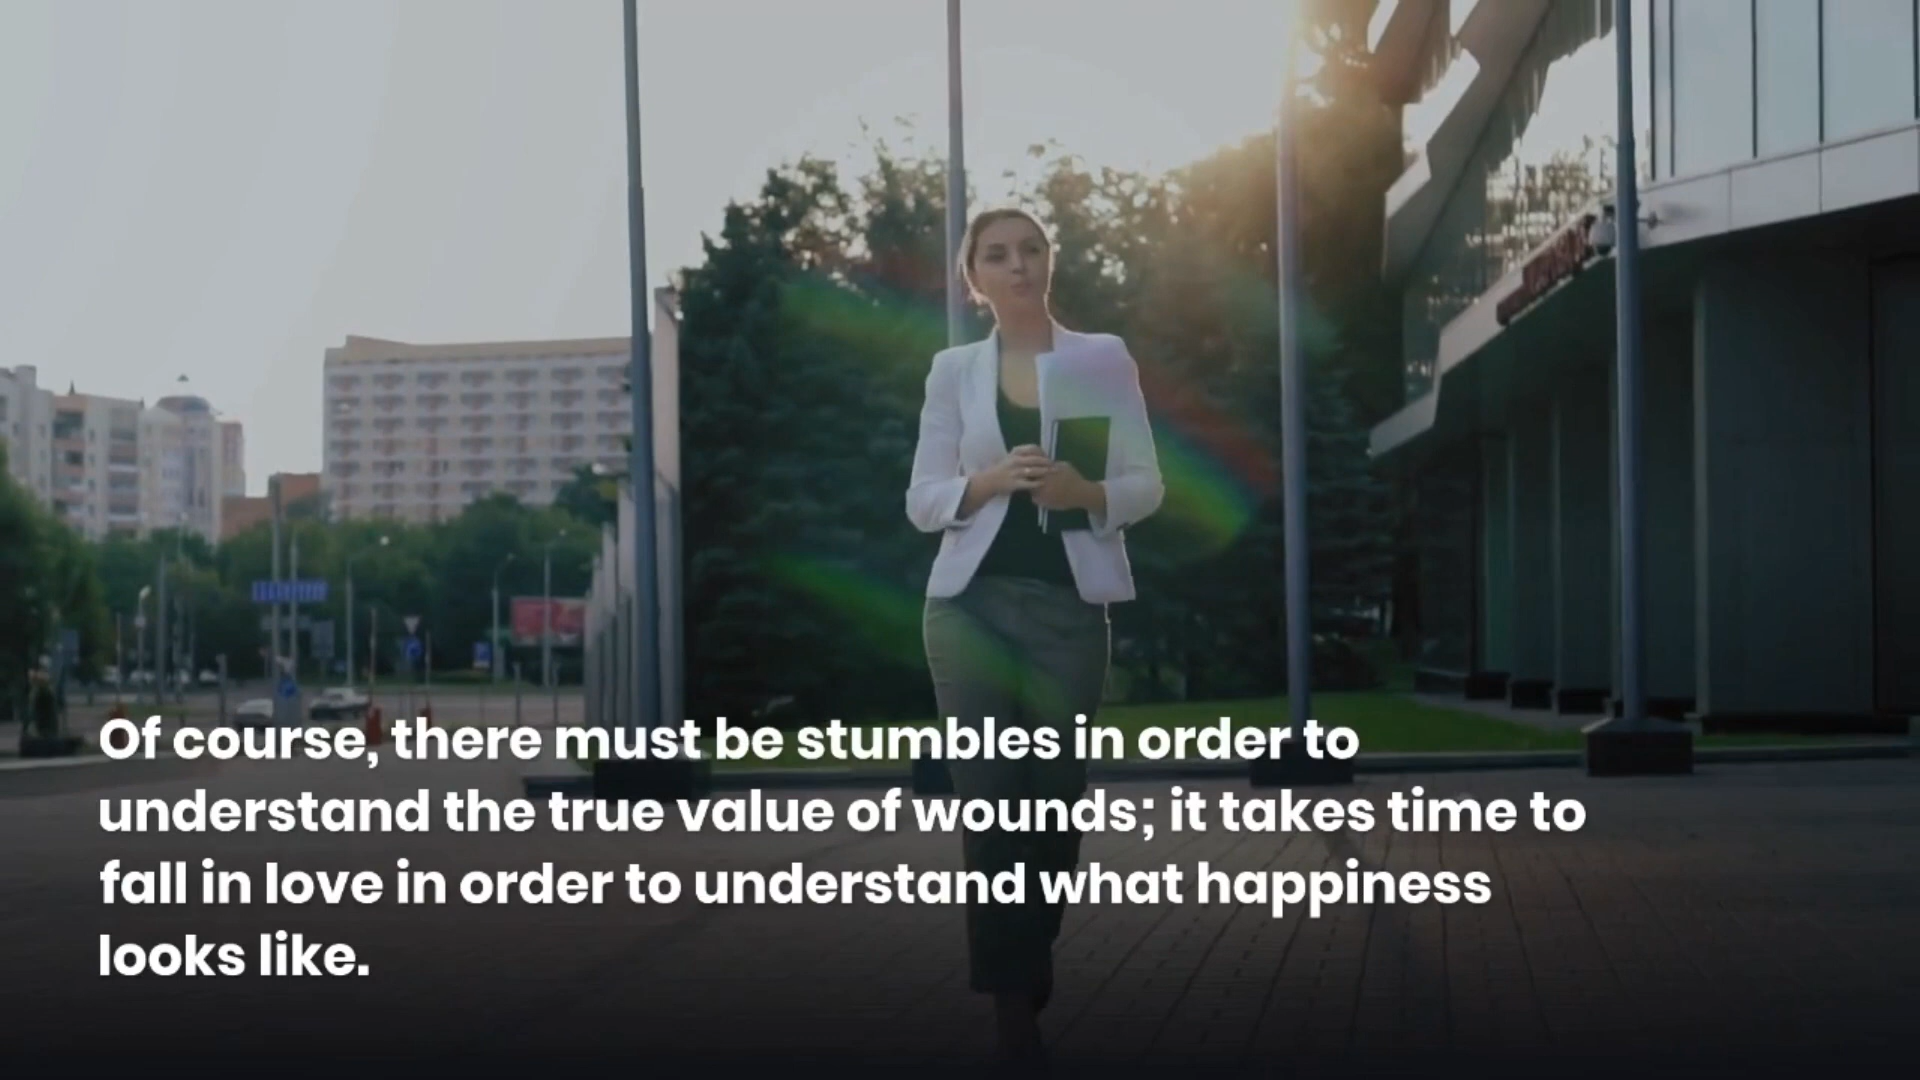 Of course, there must be stumbles in order to
understand the true value of wounds; it takes time to
fall in love in order to understand what happiness
looks like.